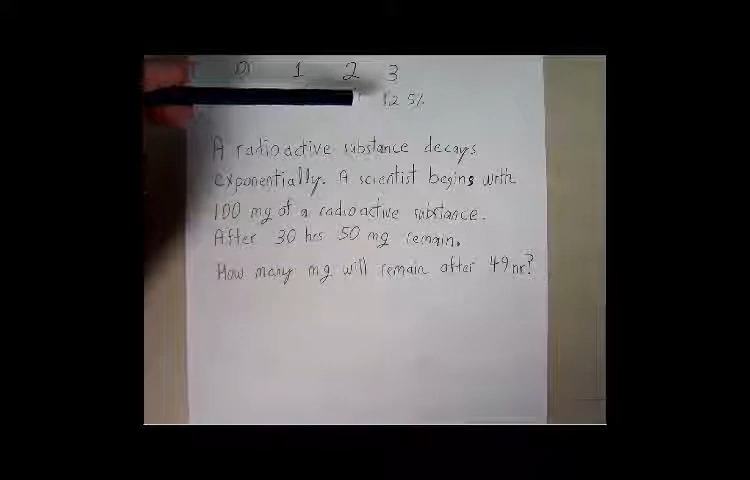 0 1 2 3
12.5%
A radioactive substance decays
exponentially. A scientist begins with
100 mg of a radioactive substance.
After 30 hrs 50 mg remain.
How many mg will remain after 49 hr?